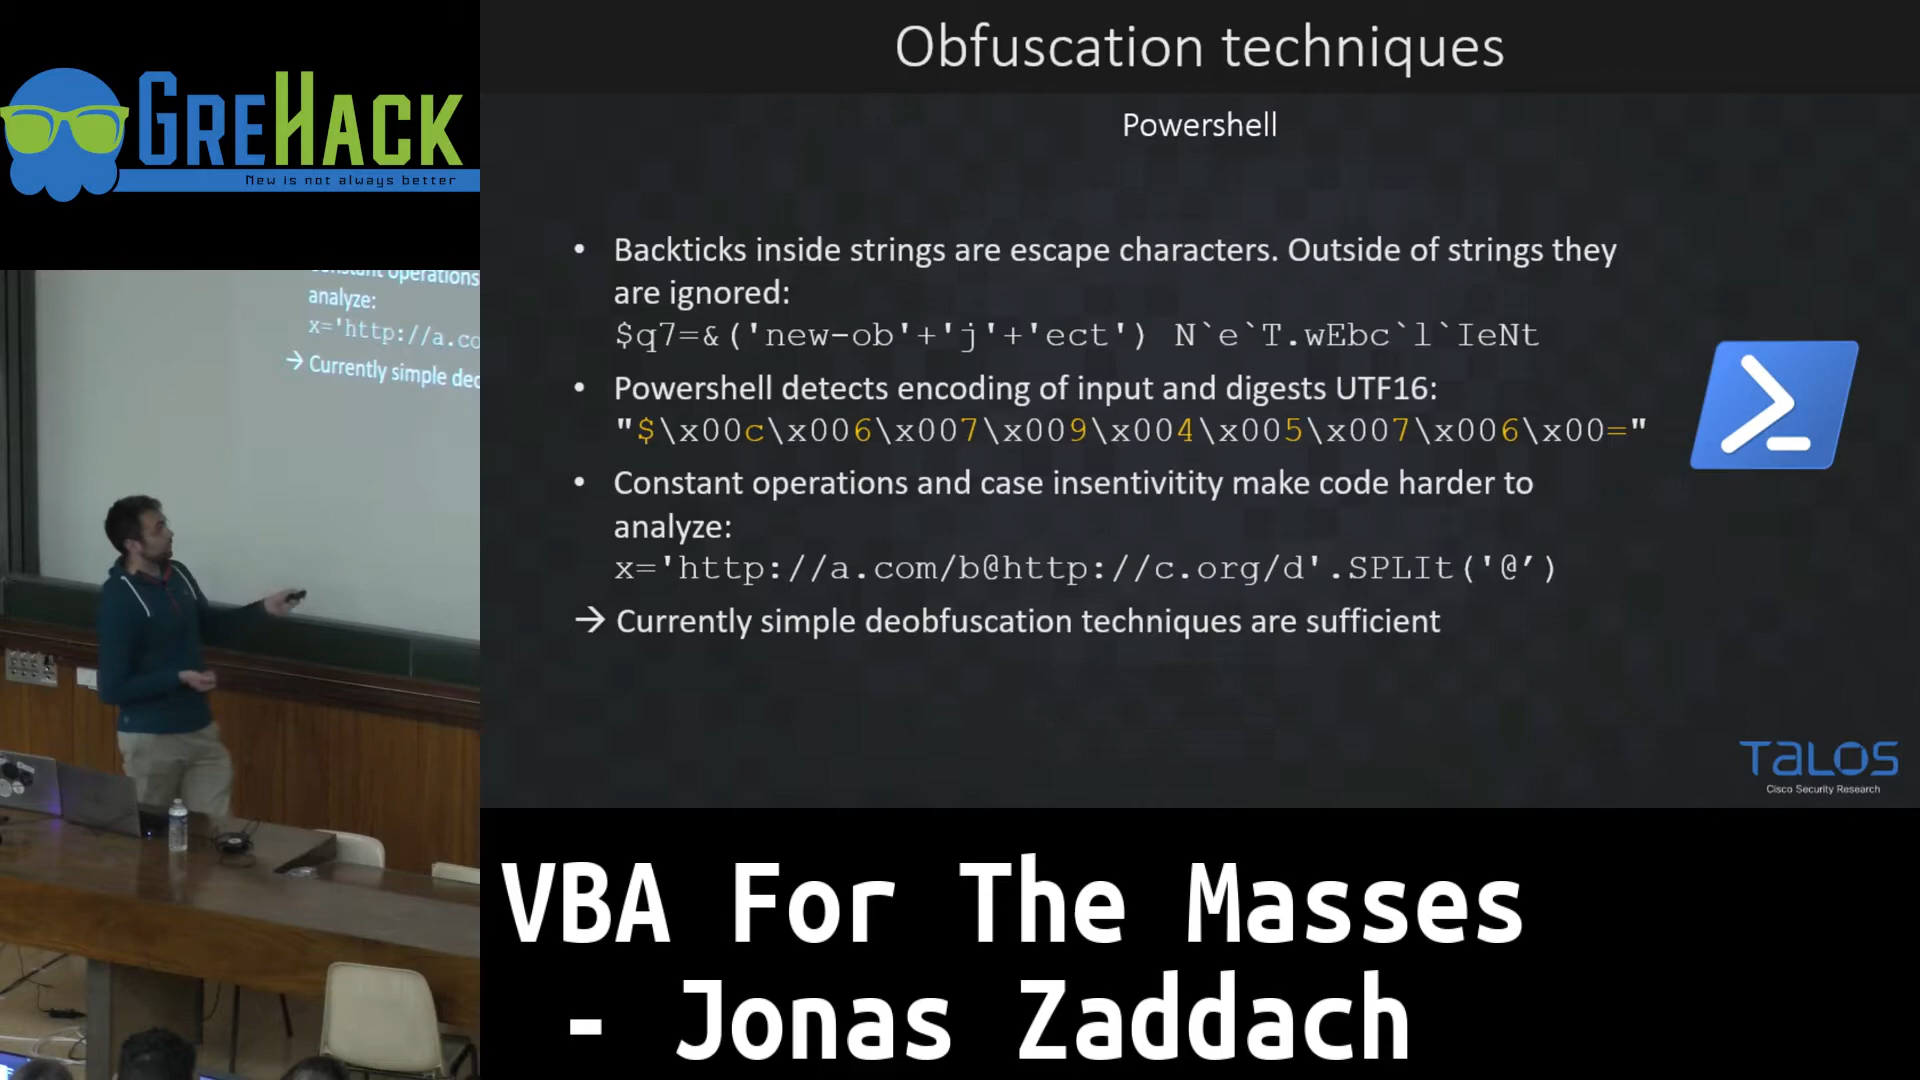 GREHACK
New is not always better
Constant operations
analyze:
x='http://a.co
→ Currently simple dec
Obfuscation techniques
Powershell
• Backticks inside strings are escape characters. Outside of strings they
are ignored:
$q7=&('new-ob'+'j'+'ect') N`e`T.wEbc`l`IeNt
• Powershell detects encoding of input and digests UTF16:
"$\x00c\x006\x007\x009\x004\x005\x007\x006\x00="
• Constant operations and case insentivitity make code harder to
analyze:
x='http://a.com/b@http://c.org/d'.SPLIt('@’)
→ Currently simple deobfuscation techniques are sufficient
TALOS
Cisco Security Research
VBA For The Masses
- Jonas Zaddach